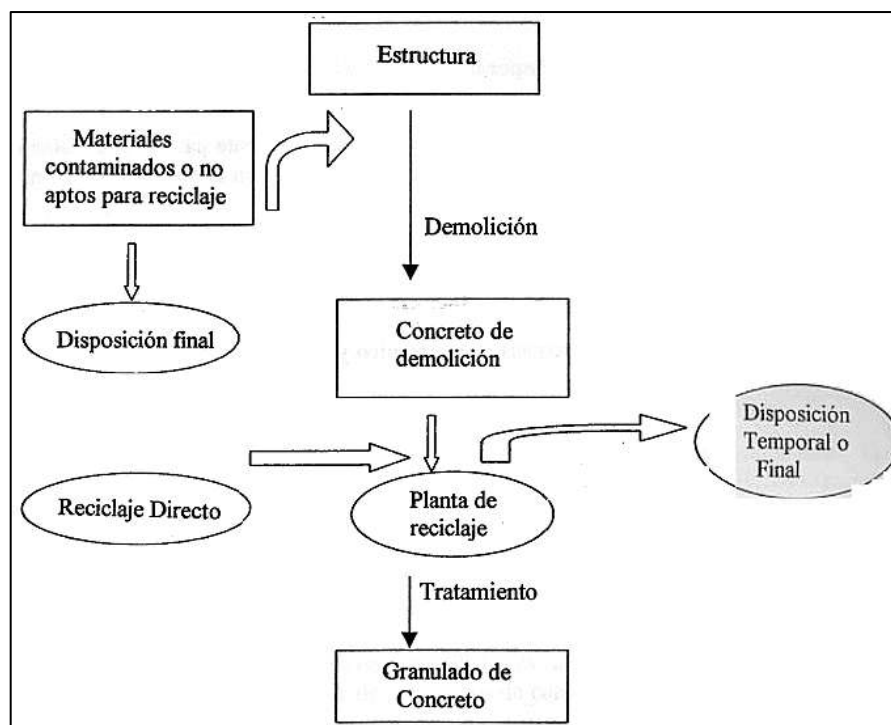 Estructura
Materiales
contaminados o no
aptos para reciclaje
Demolición
Disposición final
Concreto de
demolición
Disposición
Temporal o
Final
Reciclaje Directo
Planta de
reciclaje
Tratamiento
Granulado de
Concreto